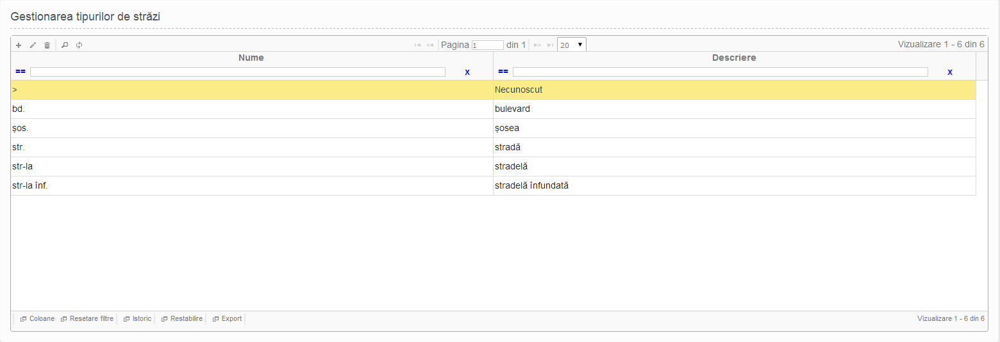 Gestionarea tipurilor de străzi
Pagina 1 din 1 20 Vizualizare 1 - 6 din 6
Nume Descriere
== x == x
> Necunoscut
bd. bulevard
șos. șosea
str. stradă
str-la stradelă
str-la înf. stradelă înfundată
Coloane Resetare filtre Istoric Restabilire Export Vizualizare 1 - 6 din 6